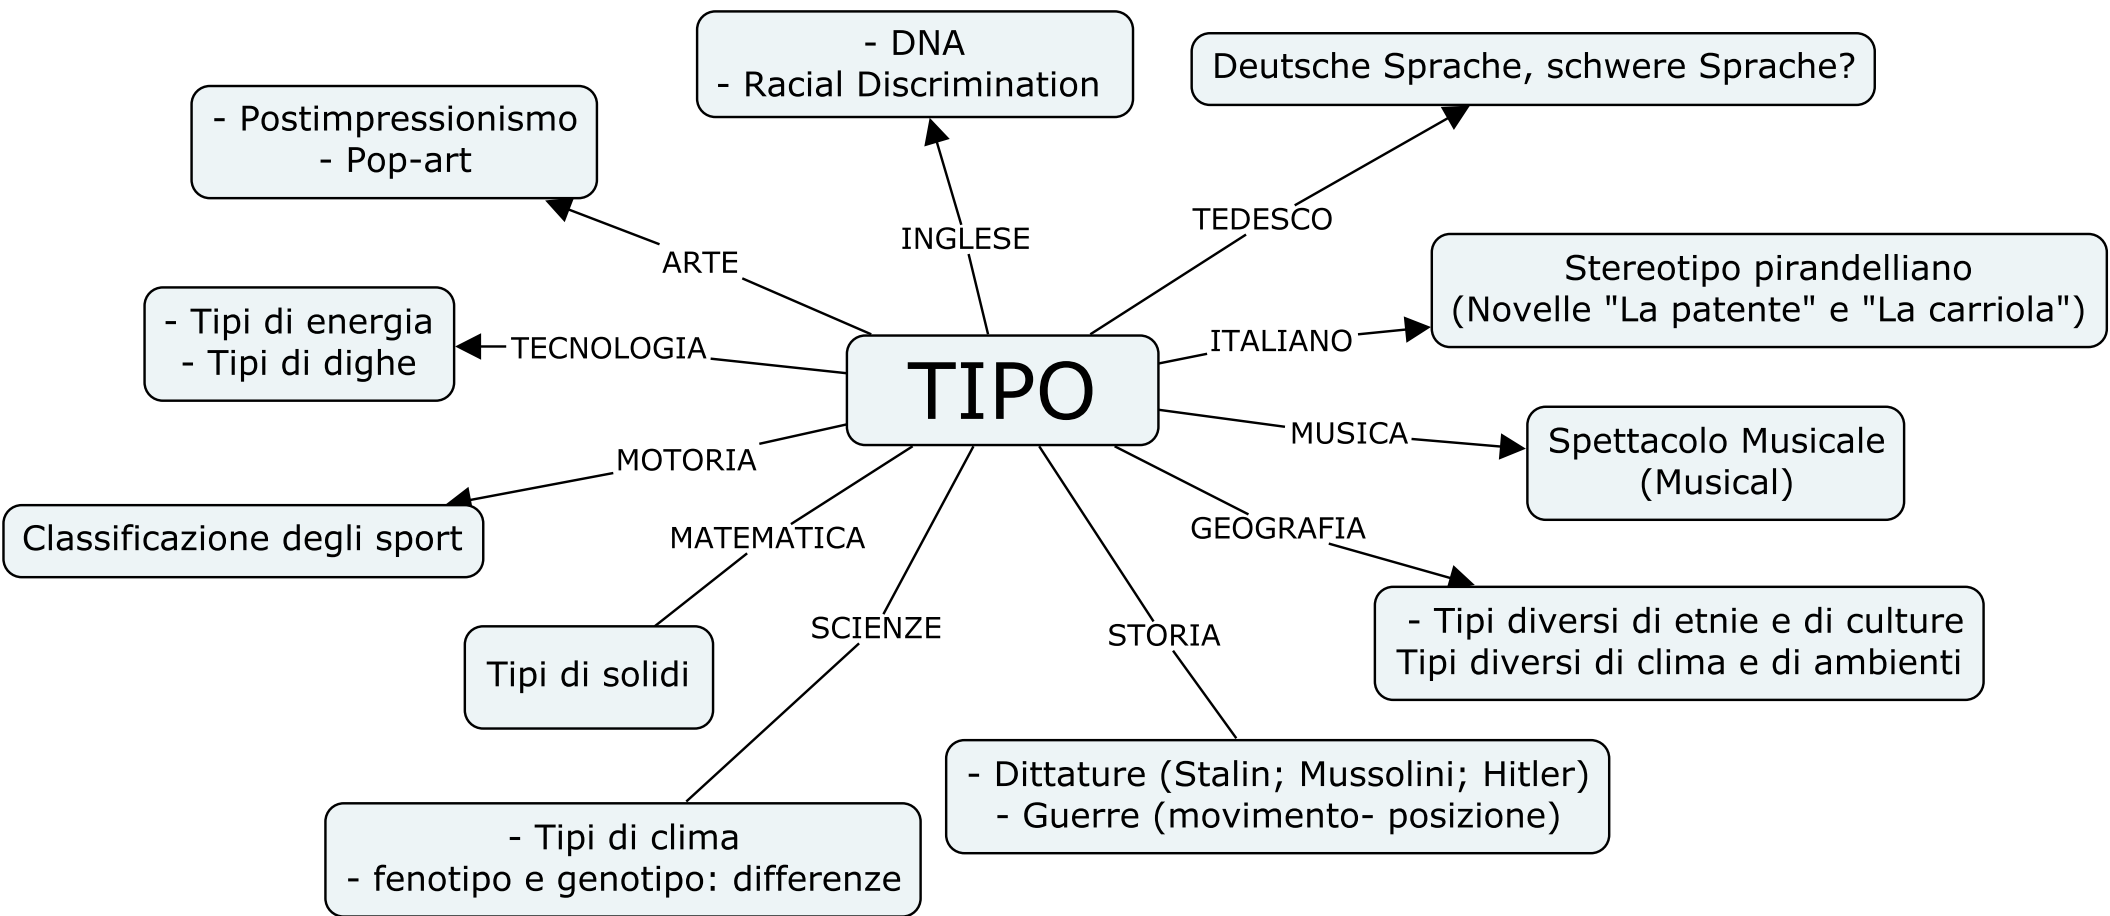 - DNA
- Racial Discrimination
Deutsche Sprache, schwere Sprache?
- Postimpressionismo
- Pop-art
TEDESCO
INGLESE
ARTE
Stereotipo pirandelliano
(Novelle "La patente" e "La carriola")
- Tipi di energia
- Tipi di dighe
TECNOLOGIA
ITALIANO
TIPO
MUSICA
Spettacolo Musicale
(Musical)
MOTORIA
Classificazione degli sport
MATEMATICA
GEOGRAFIA
- Tipi diversi di etnie e di culture
Tipi diversi di clima e di ambienti
SCIENZE
STORIA
Tipi di solidi
- Dittature (Stalin; Mussolini; Hitler)
- Guerre (movimento- posizione)
- Tipi di clima
- fenotipo e genotipo: differenze